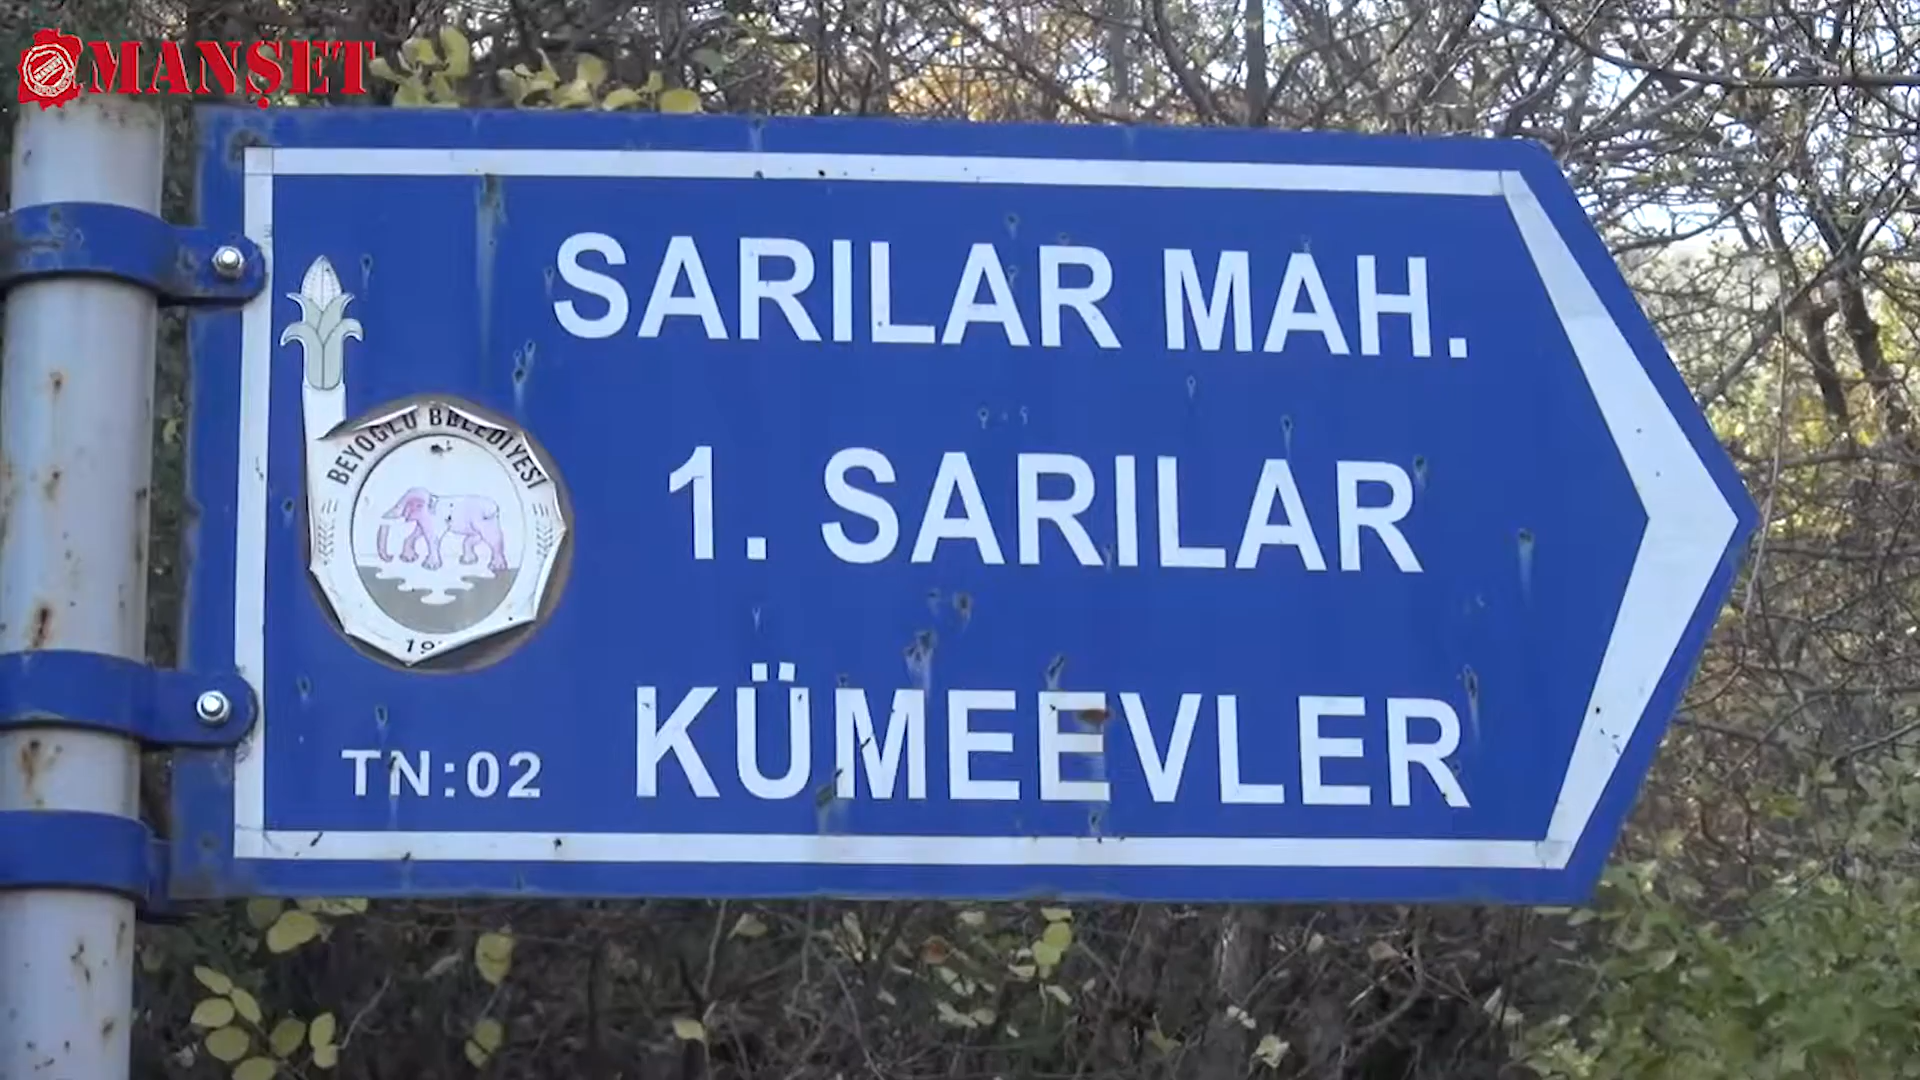 MANŞET
SARILAR MAH.
BEYOĞLU BELEDİYESİ
1. SARILAR
KÜMEEVLER
TN:02